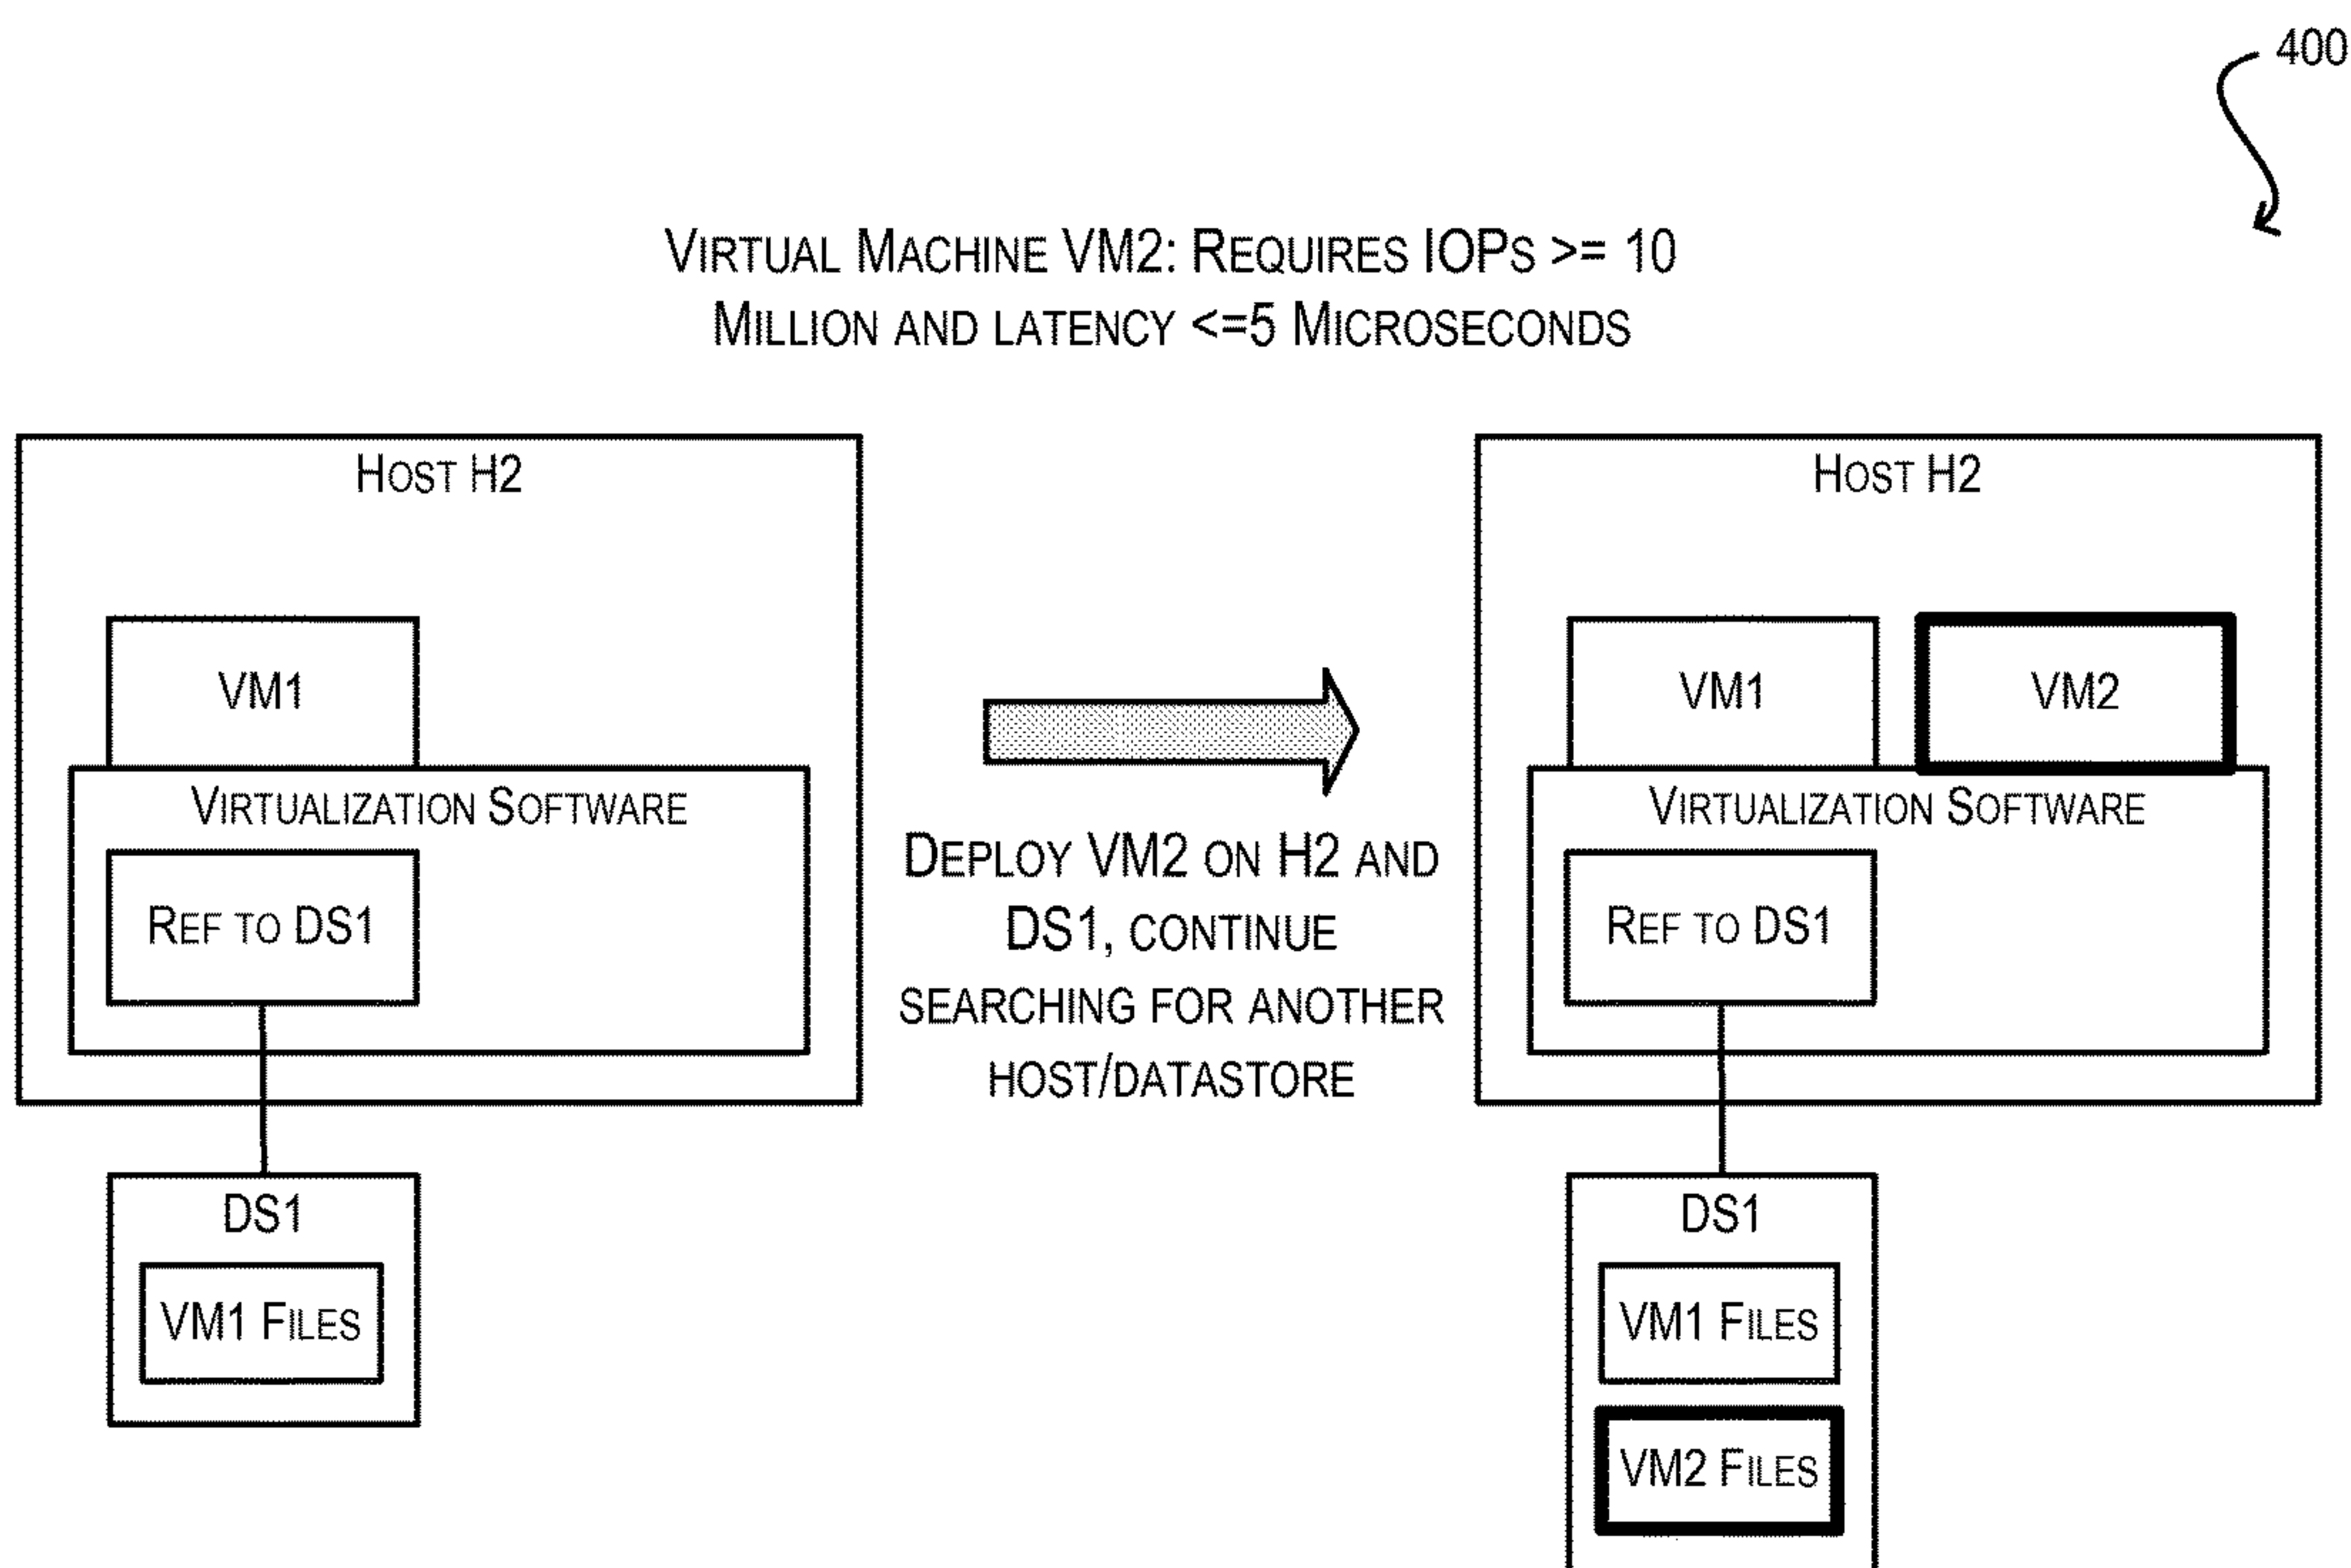 400
Virtual Machine VM2: Requires IOPs >= 10
Million and latency <=5 Microseconds
Host H2
VM1
Virtualization Software
Ref to DS1
DS1
VM1 Files
Deploy VM2 on H2 and
DS1, continue
searching for another
host/datastore
Host H2
VM1
VM2
Virtualization Software
Ref to DS1
DS1
VM1 Files
VM2 Files